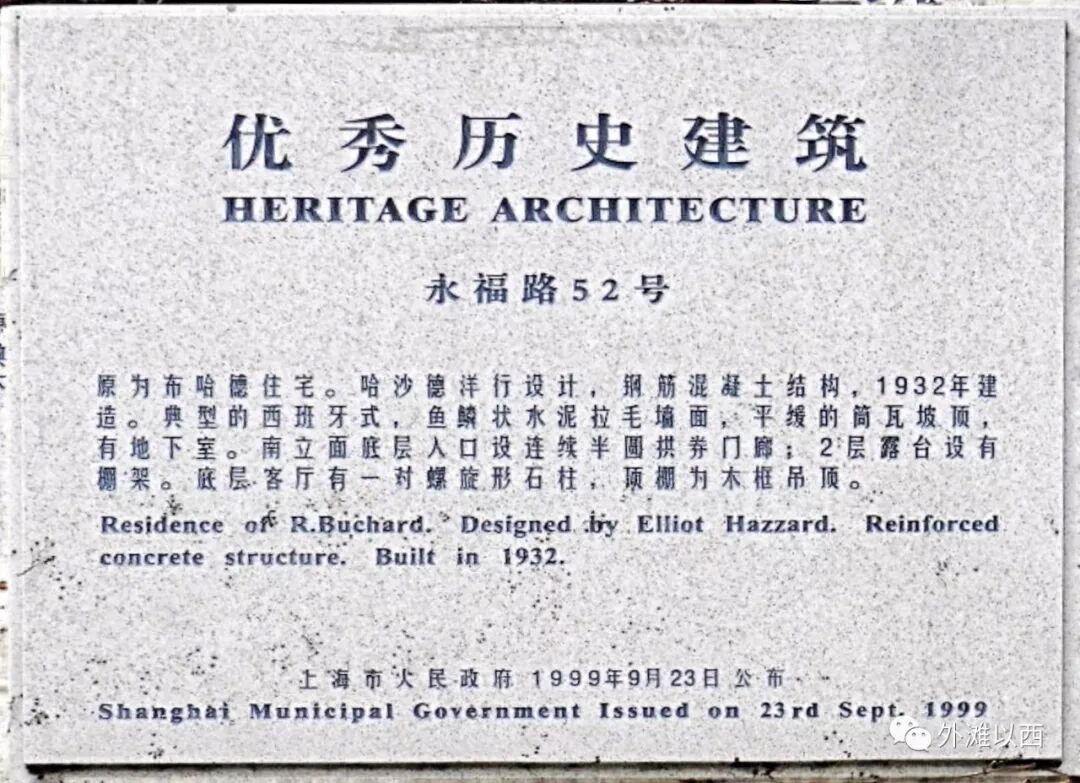 优秀历史建筑
HERITAGE ARCHITECTURE
永福路52号
原为布哈德住宅。哈沙德洋行设计，钢筋混凝土结构，1932年建
造。典型的西班牙式，鱼鳞状水泥拉毛墙面，平缓的筒瓦坡顶，
有地下室。南立面底层入口设连续半圆拱券门廊；2层露台设有
棚架。底层客厅有一对螺旋形石柱，顶棚为木框吊顶。
Residence of R.Buchard. Designed by Elliot Hazzard. Reinforced
concrete structure. Built in 1932.
上海市人民政府 1999年9月23日公布
Shanghai Municipal Government Issued on 23rd Sept. 1999
外滩以西